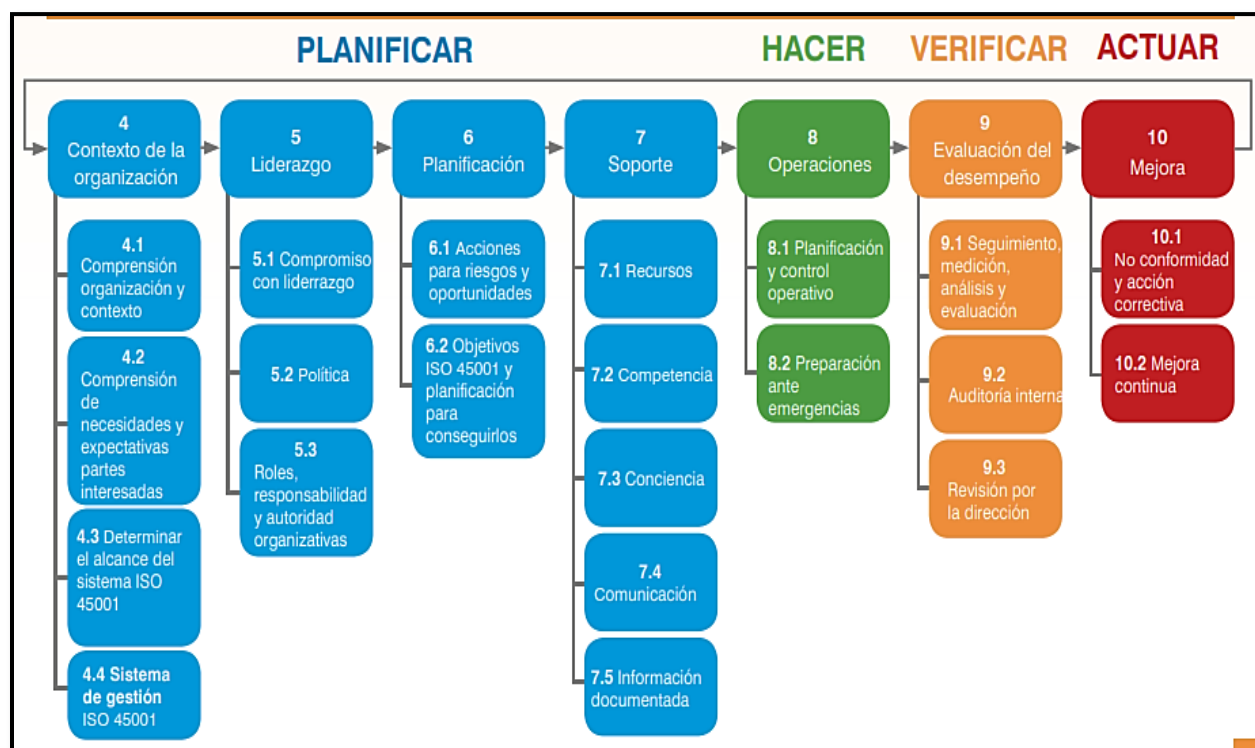 PLANIFICAR
HACER
VERIFICAR
ACTUAR
4
Contexto de la
organización
5
Liderazgo
6
Planificación
7
Soporte
8
Operaciones
9
Evaluación del
desempeño
10
Mejora
4.1
Comprensión
organización y
contexto
4.2
Comprensión
de
necesidades y
expectativas
partes
interesadas
4.3 Determinar
el alcance del
sistema ISO
45001
4.4 Sistema
de gestión
ISO 45001
5.1 Compromiso
con liderazgo
5.2 Política
5.3
Roles,
responsabilidad
y autoridad
organizativas
6.1 Acciones
para riesgos y
oportunidades
6.2 Objetivos
ISO 45001 y
planificación
para
conseguirlos
7.1 Recursos
7.2 Competencia
7.3 Conciencia
7.4
Comunicación
7.5 Información
documentada
8.1 Planificación
y control
operativo
8.2 Preparación
ante
emergencias
9.1 Seguimiento,
medición,
análisis y
evaluación
9.2
Auditoría interna
9.3
Revisión por
la dirección
10.1
No conformidad
y acción
correctiva
10.2 Mejora
continua